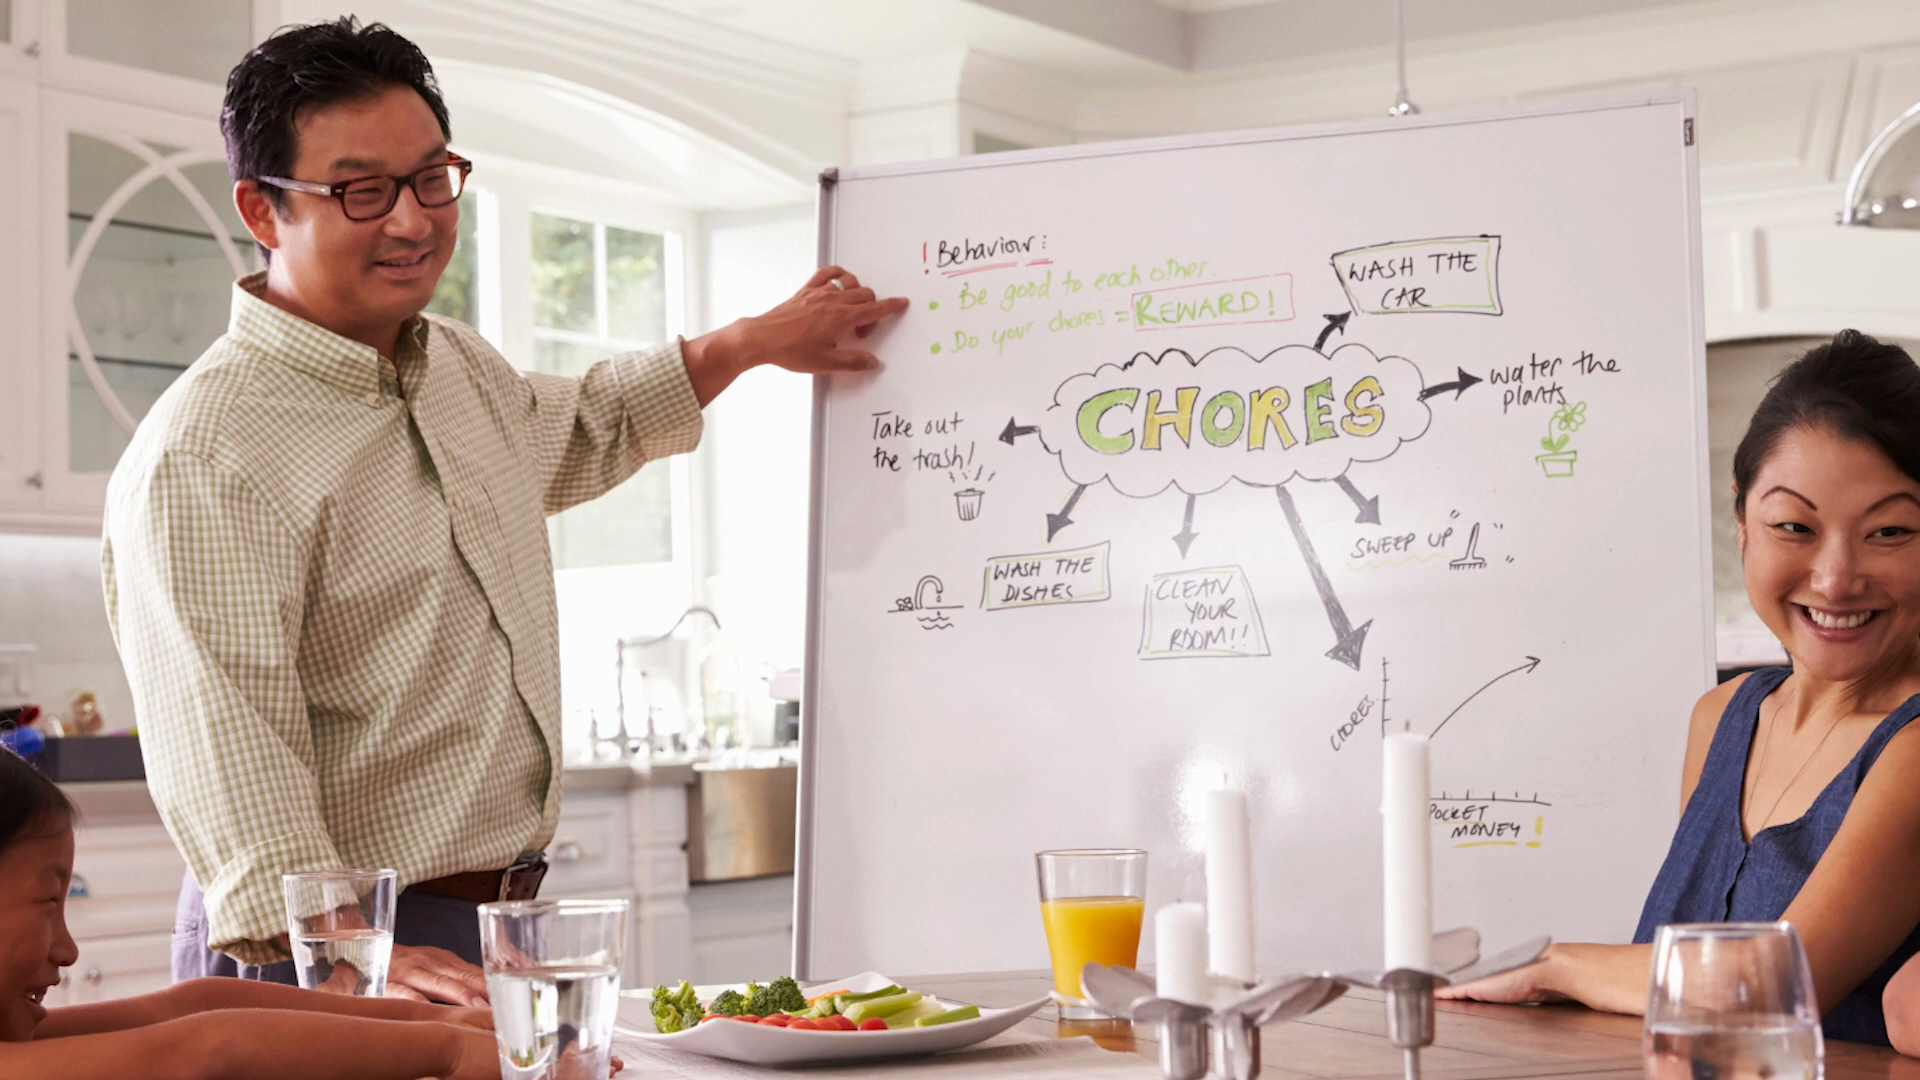 ! Behaviour:
• Be good to each other.
• Do your chores = REWARD!
WASH THE
CAR
CHORES
water the
plants
Take out
the trash!
SWEEP UP
WASH THE
DISHES
CLEAN
YOUR
ROOM!!
CHORES
POCKET
MONEY!